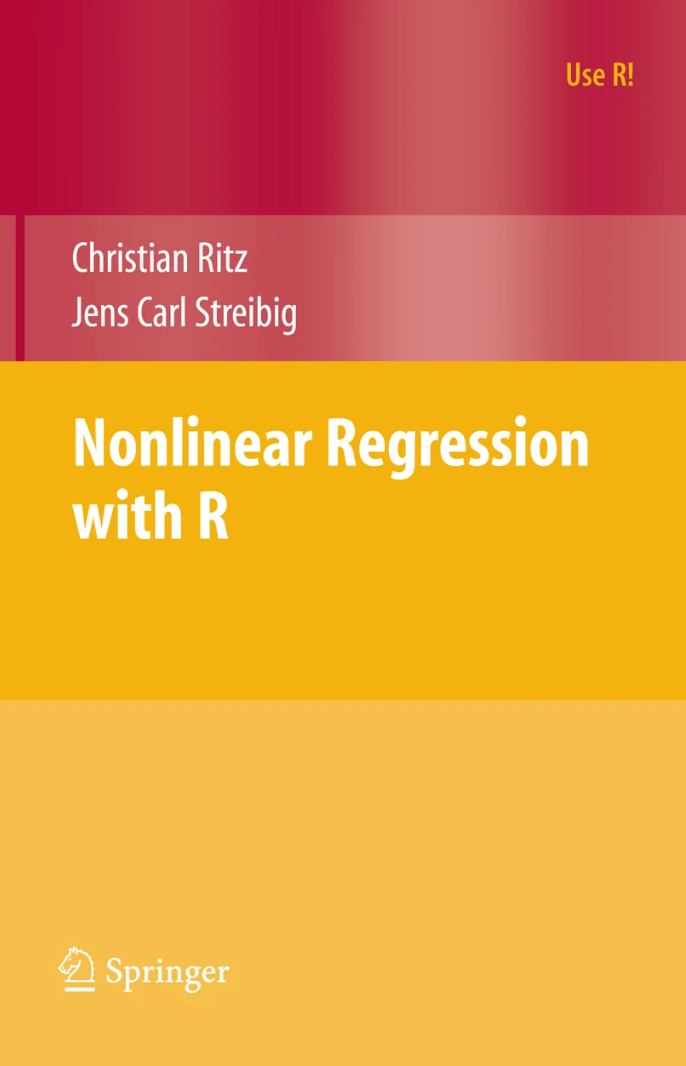 Use R!
Christian Ritz
Jens Carl Streibig
Nonlinear Regression
with R
Springer